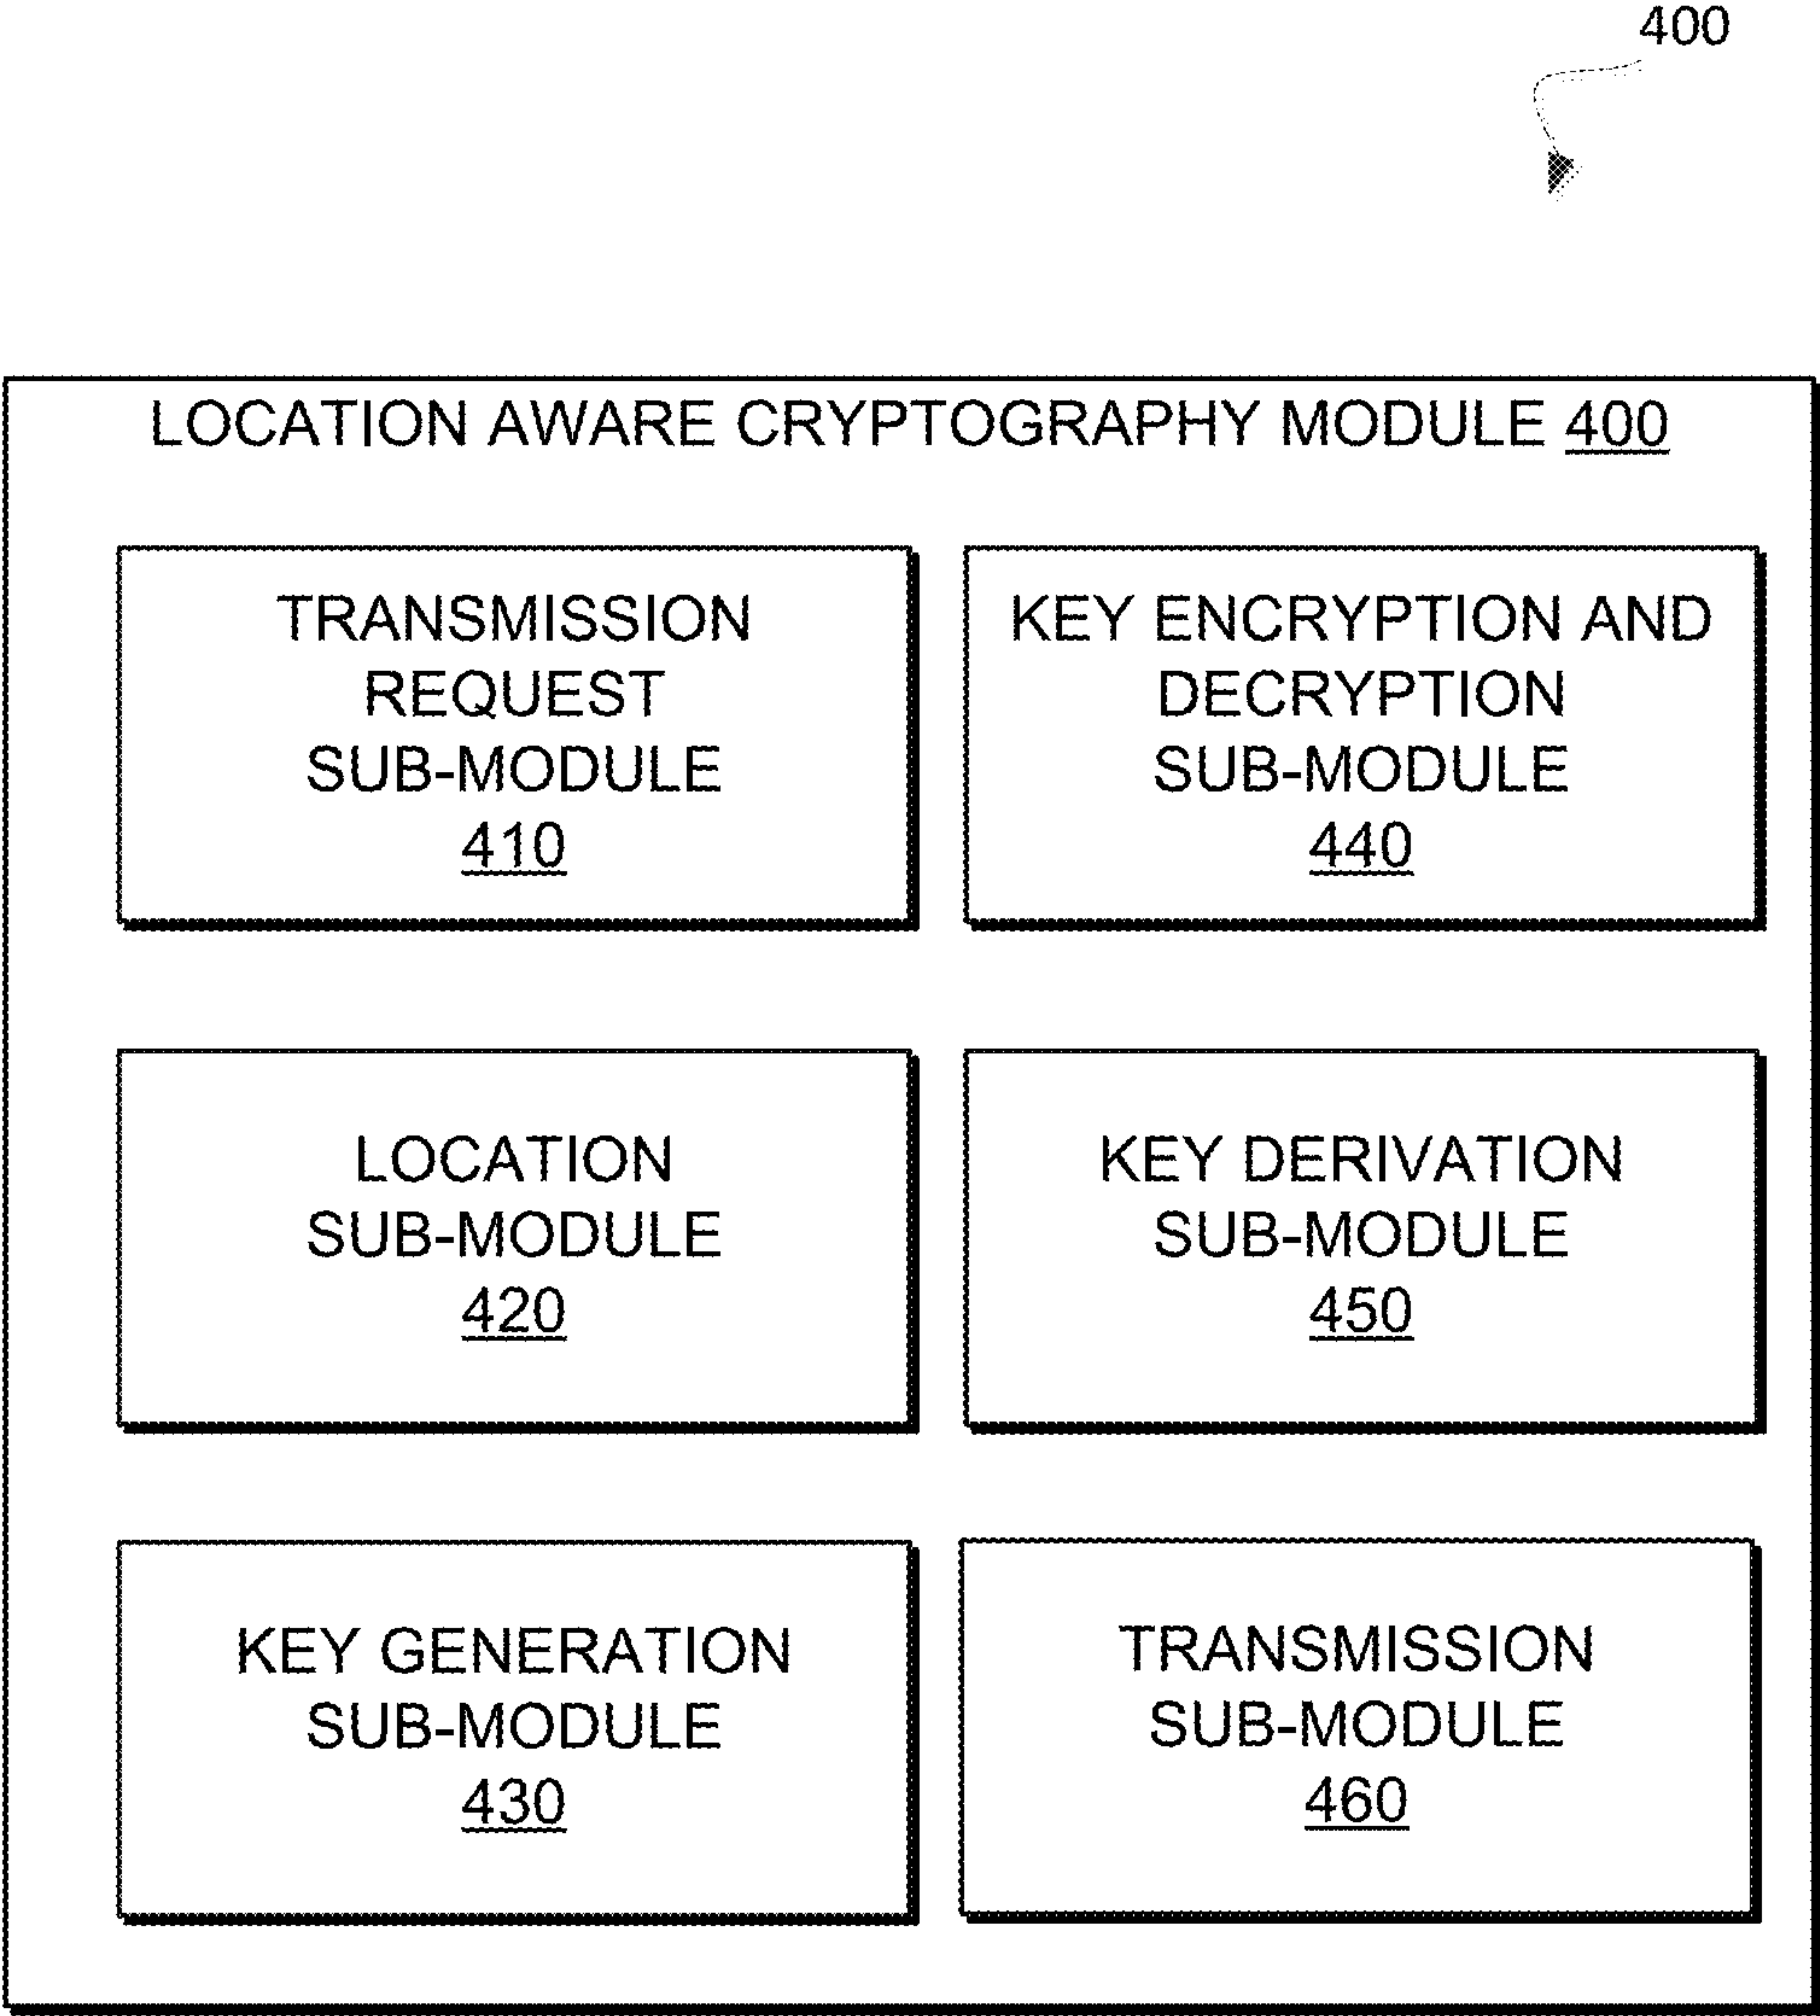 400
LOCATION AWARE CRYPTOGRAPHY MODULE 400
TRANSMISSION
REQUEST
SUB-MODULE
410
KEY ENCRYPTION AND
DECRYPTION
SUB-MODULE
440
LOCATION
SUB-MODULE
420
KEY DERIVATION
SUB-MODULE
450
KEY GENERATION
SUB-MODULE
430
TRANSMISSION
SUB-MODULE
460